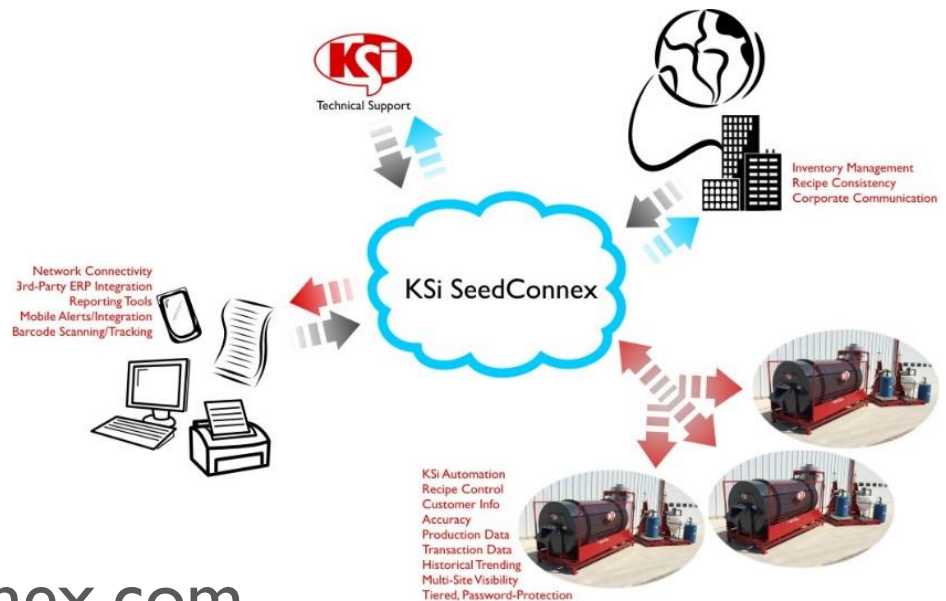 KSi
Technical Support
Inventory Management
Recipe Consistency
Corporate Communication
KSi SeedConnex
Network Connectivity
3rd-Party ERP Integration
Reporting Tools
Mobile Alerts/Integration
Barcode Scanning/Tracking
KSi Automation
Recipe Control
Customer Info
Accuracy
Production Data
Transaction Data
Historical Trending
Multi-Site Visibility
Tiered, Password-Protection
nex.com